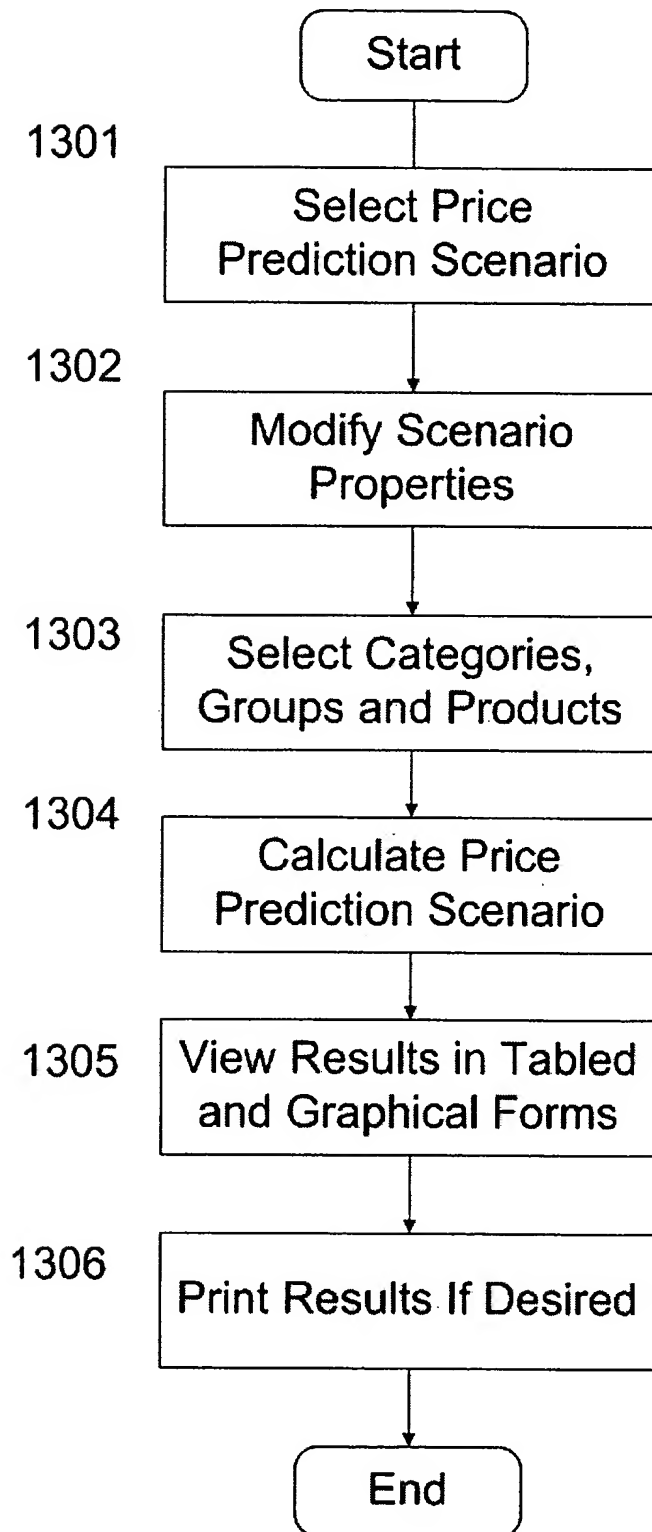 Start
1301
Select Price
Prediction Scenario
1302
Modify Scenario
Properties
1303
Select Categories,
Groups and Products
1304
Calculate Price
Prediction Scenario
1305
View Results in Tabled
and Graphical Forms
1306
Print Results If Desired
End